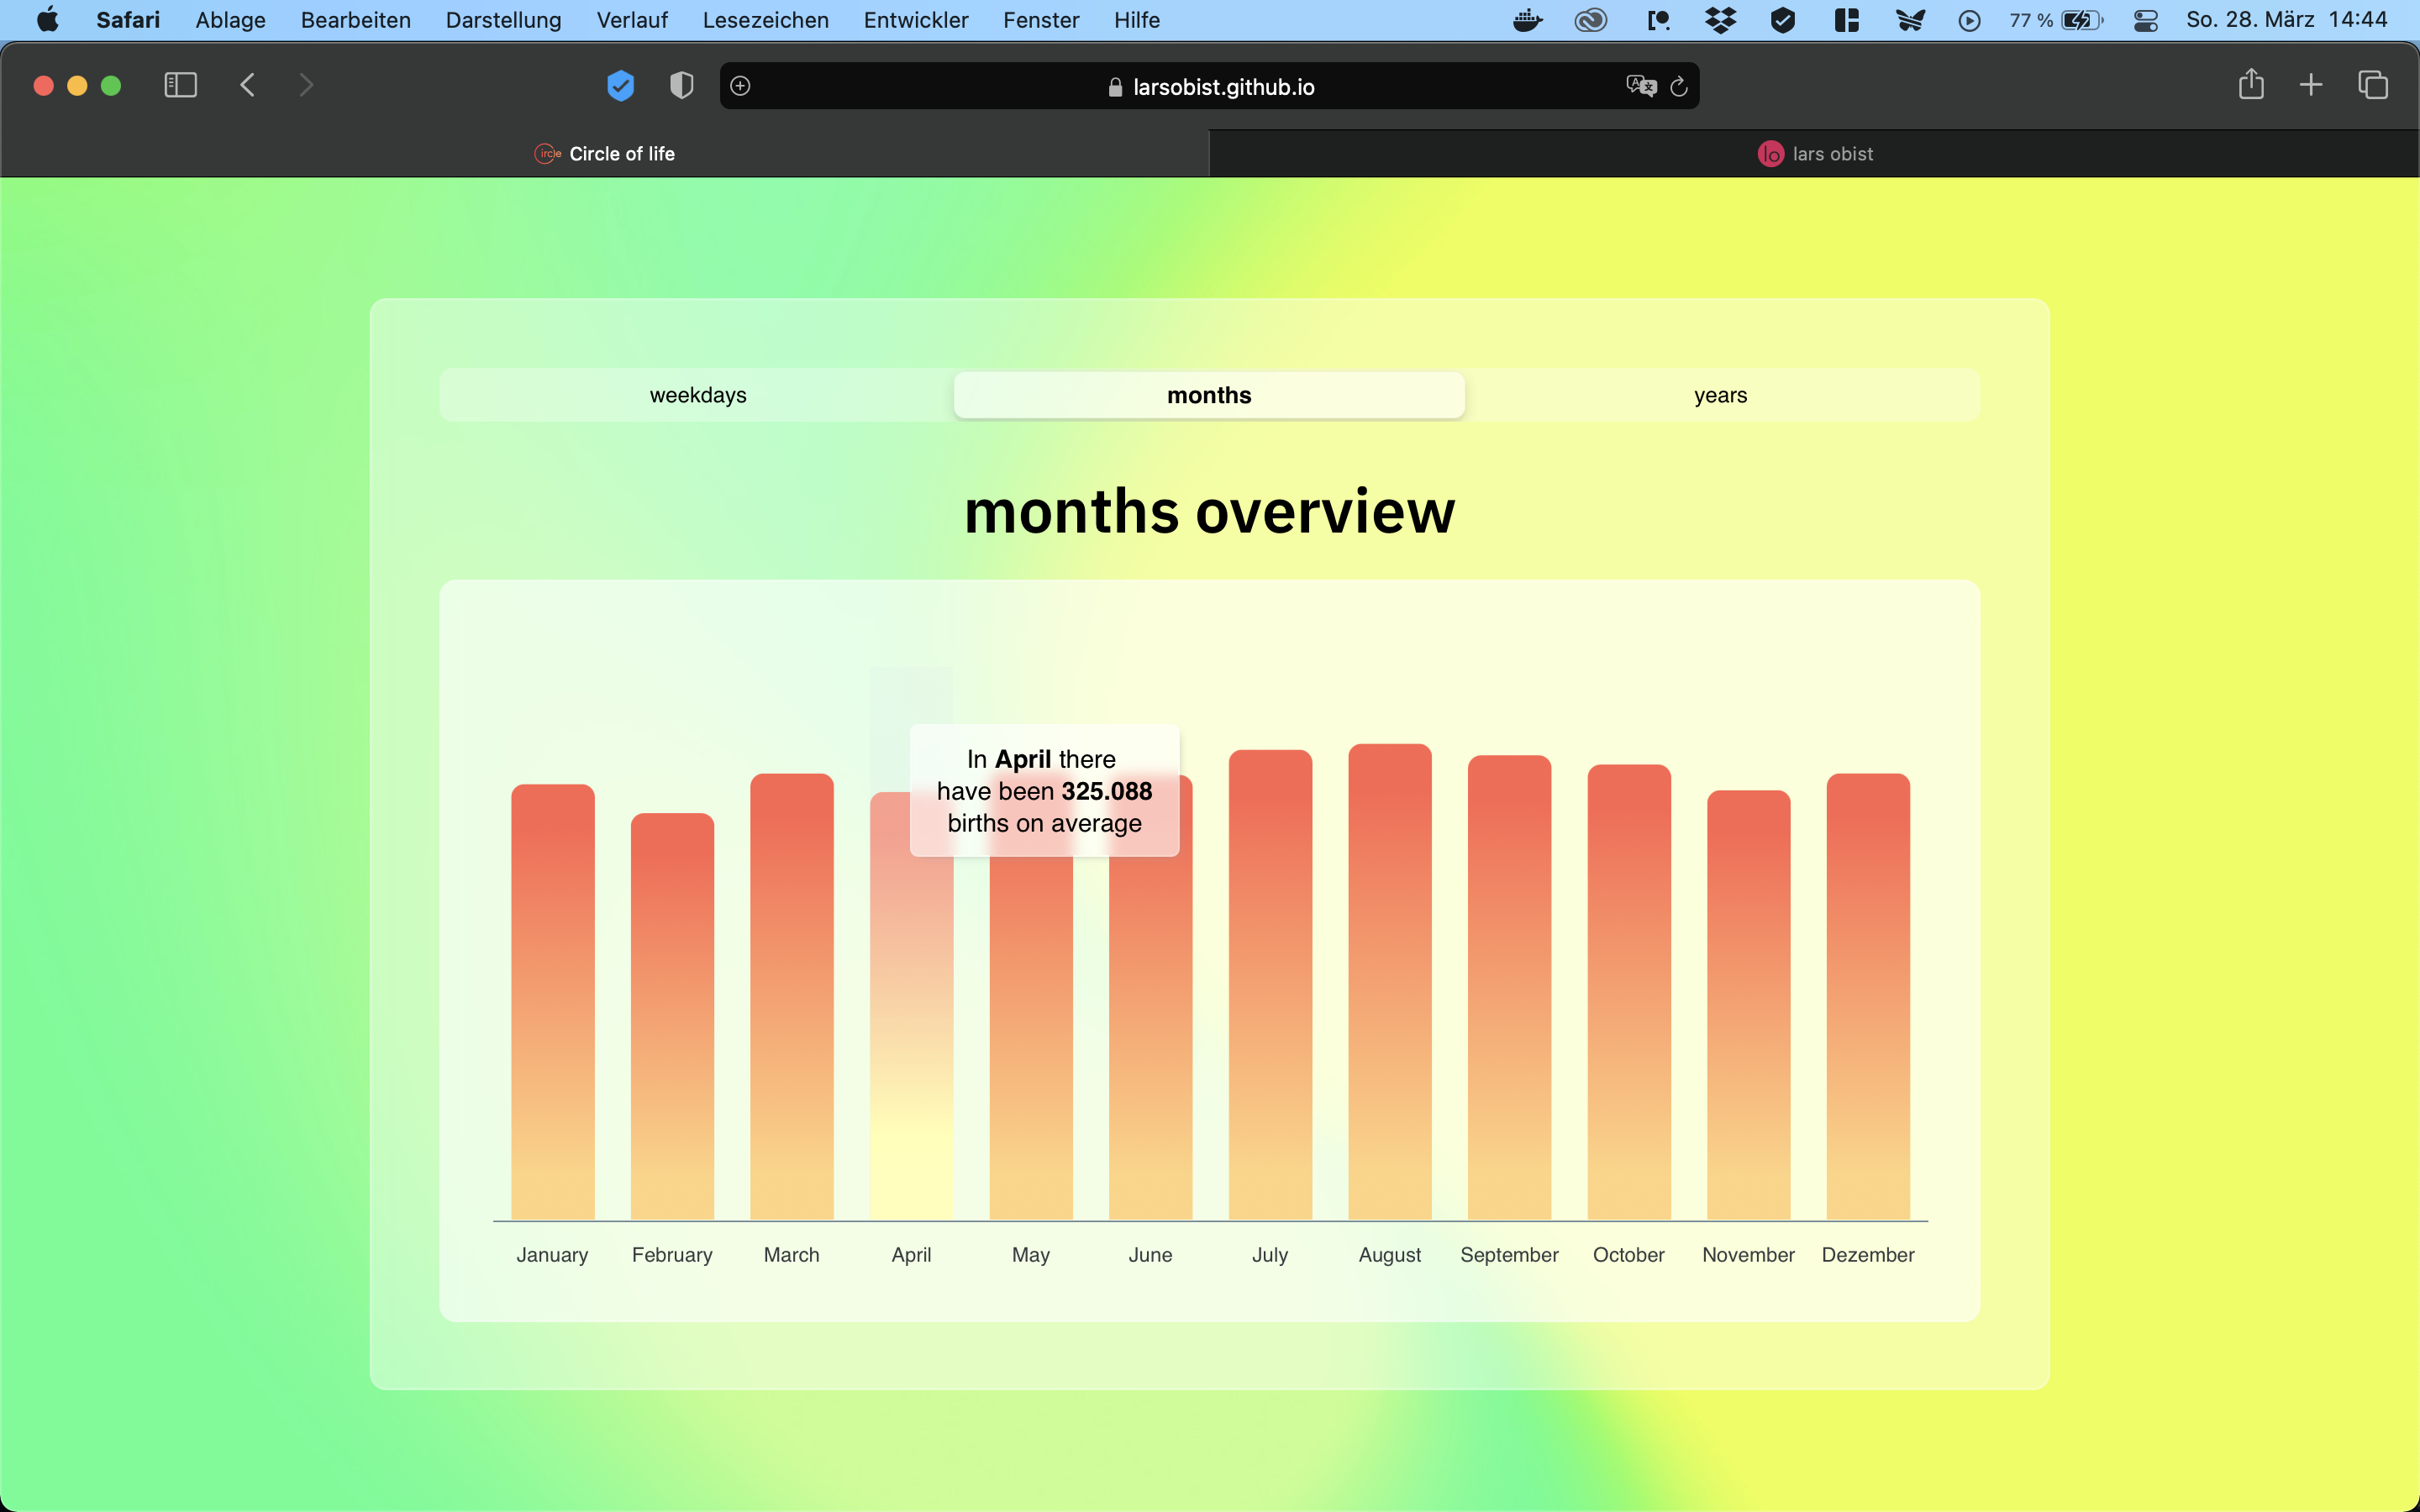 Safari Ablage Bearbeiten Darstellung Verlauf Lesezeichen Entwickler Fenster Hilfe 77 % So. 28. März 14:44
larsobist.github.io
ircle Circle of life
lo lars obist
weekdays months years
months overview
In April there
have been 325.088
births on average
January February March April May June July August September October November Dezember